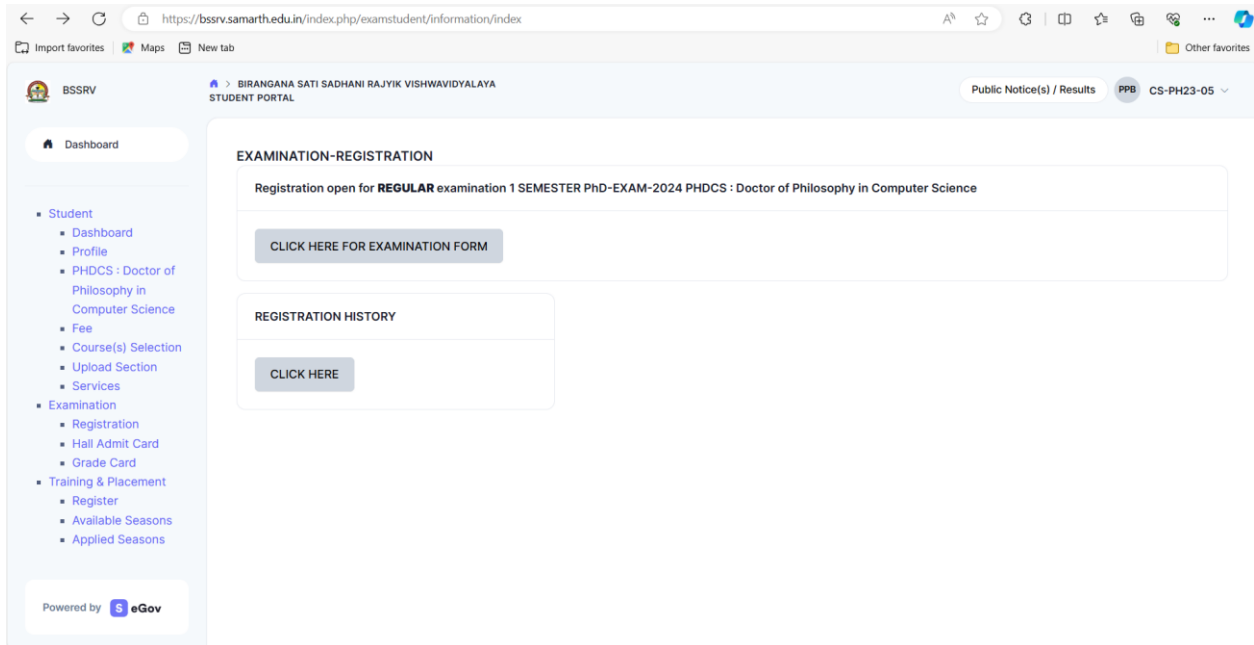 https://bssrv.samarth.edu.in/index.php/examstudent/information/index
Import favorites
Maps
New tab
Other favorites
BSSRV
> BIRANGANA SATI SADHANI RAJYIK VISHWAVIDYALAYA
STUDENT PORTAL
Public Notice(s) / Results
PPB
CS-PH23-05
Dashboard
EXAMINATION-REGISTRATION
Registration open for REGULAR examination 1 SEMESTER PhD-EXAM-2024 PHDCS : Doctor of Philosophy in Computer Science
CLICK HERE FOR EXAMINATION FORM
REGISTRATION HISTORY
CLICK HERE
Student
Dashboard
Profile
PHDCS : Doctor of
Philosophy in
Computer Science
Fee
Course(s) Selection
Upload Section
Services
Examination
Registration
Hall Admit Card
Grade Card
Training & Placement
Register
Available Seasons
Applied Seasons
Powered by S eGov